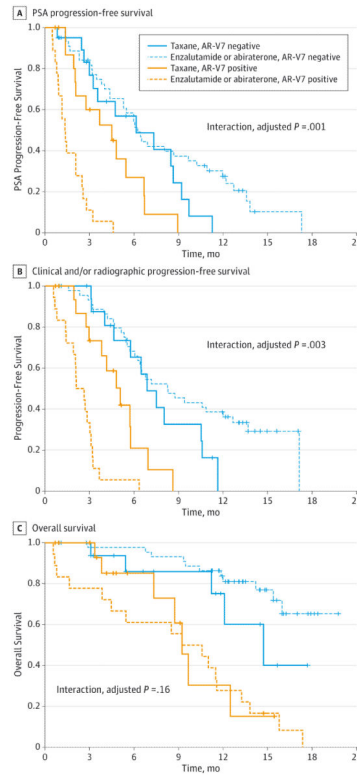 A PSA progression-free survival
1.0
0.8
0.6
0.4
0.2
0
PSA Progression-Free Survival
Taxane, AR-V7 negative
Enzalutamide or abiraterone, AR-V7 negative
Taxane, AR-V7 positive
Enzalutamide or abiraterone, AR-V7 positive
Interaction, adjusted P =.001
0 3 6 9 12 15 18 2
Time, mo
B Clinical and/or radiographic progression-free survival
1.0
0.8
0.6
0.4
0.2
0
Progression-Free Survival
Interaction, adjusted P =.003
0 3 6 9 12 15 18 2
Time, mo
C Overall survival
1.0
0.8
0.6
0.4
0.2
0
Overall Survival
Interaction, adjusted P =.16
0 3 6 9 12 15 18 2
Time, mo